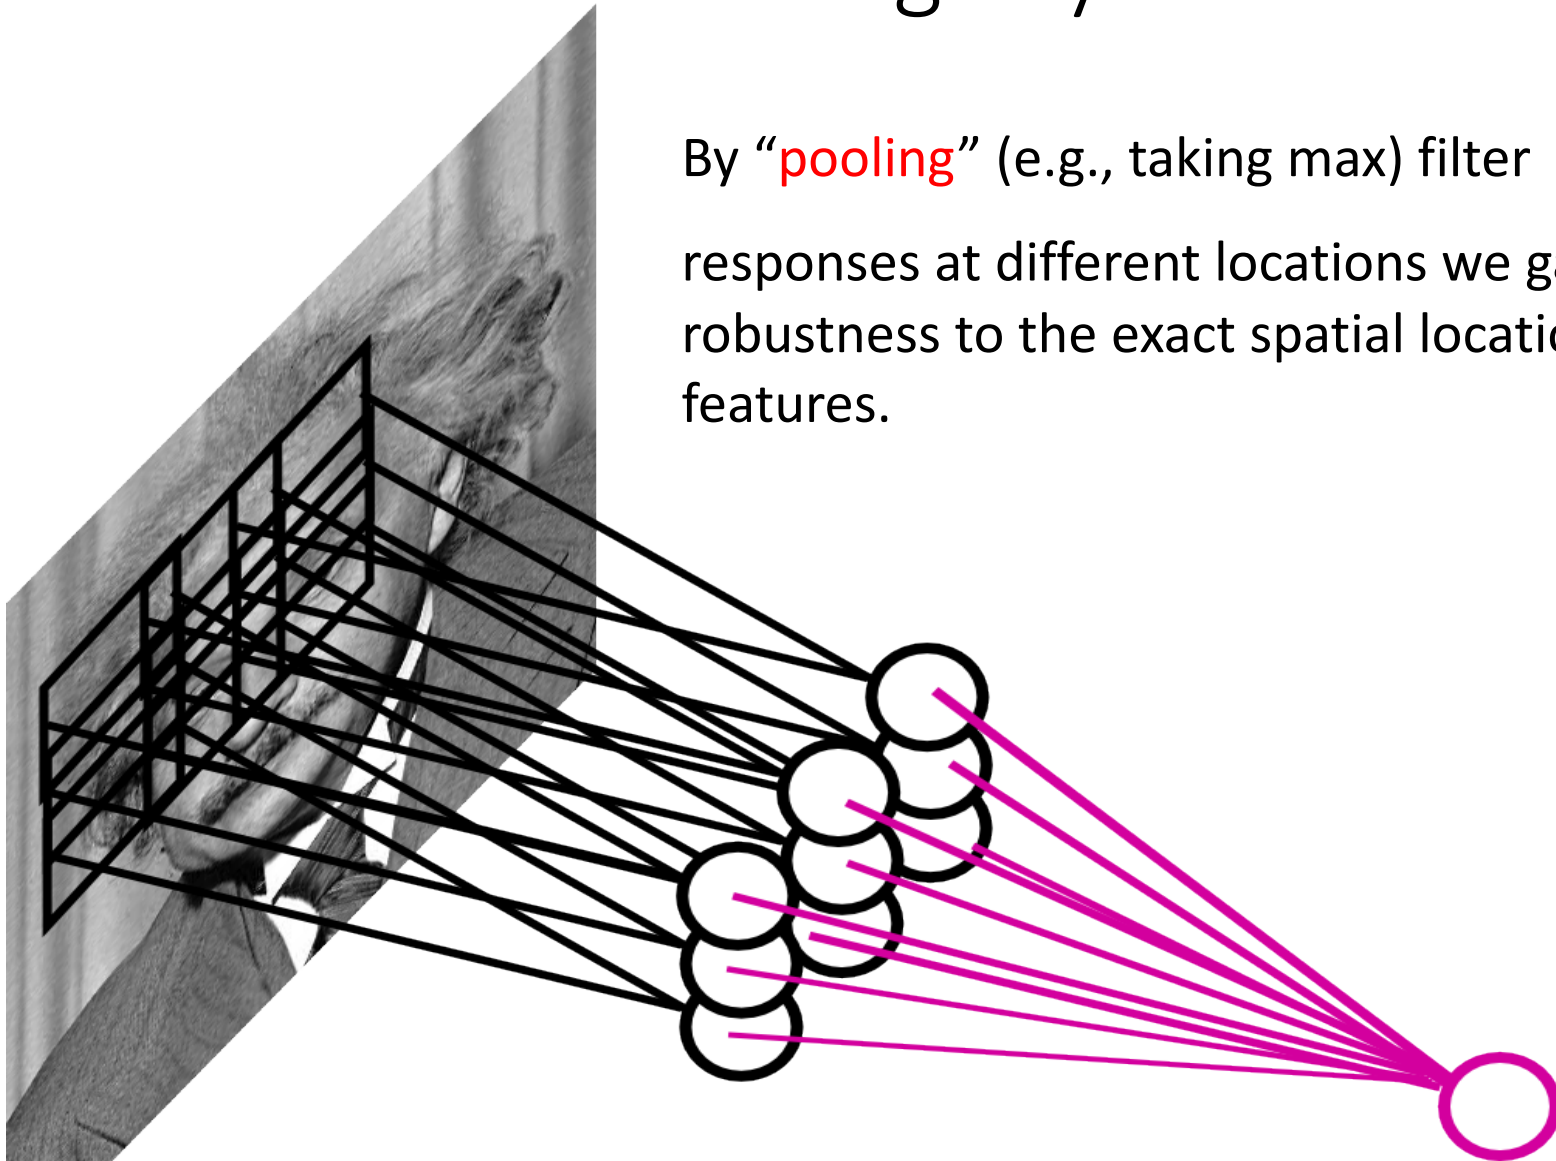 By “pooling” (e.g., taking max) filter
responses at different locations we
robustness to the exact spatial
features.